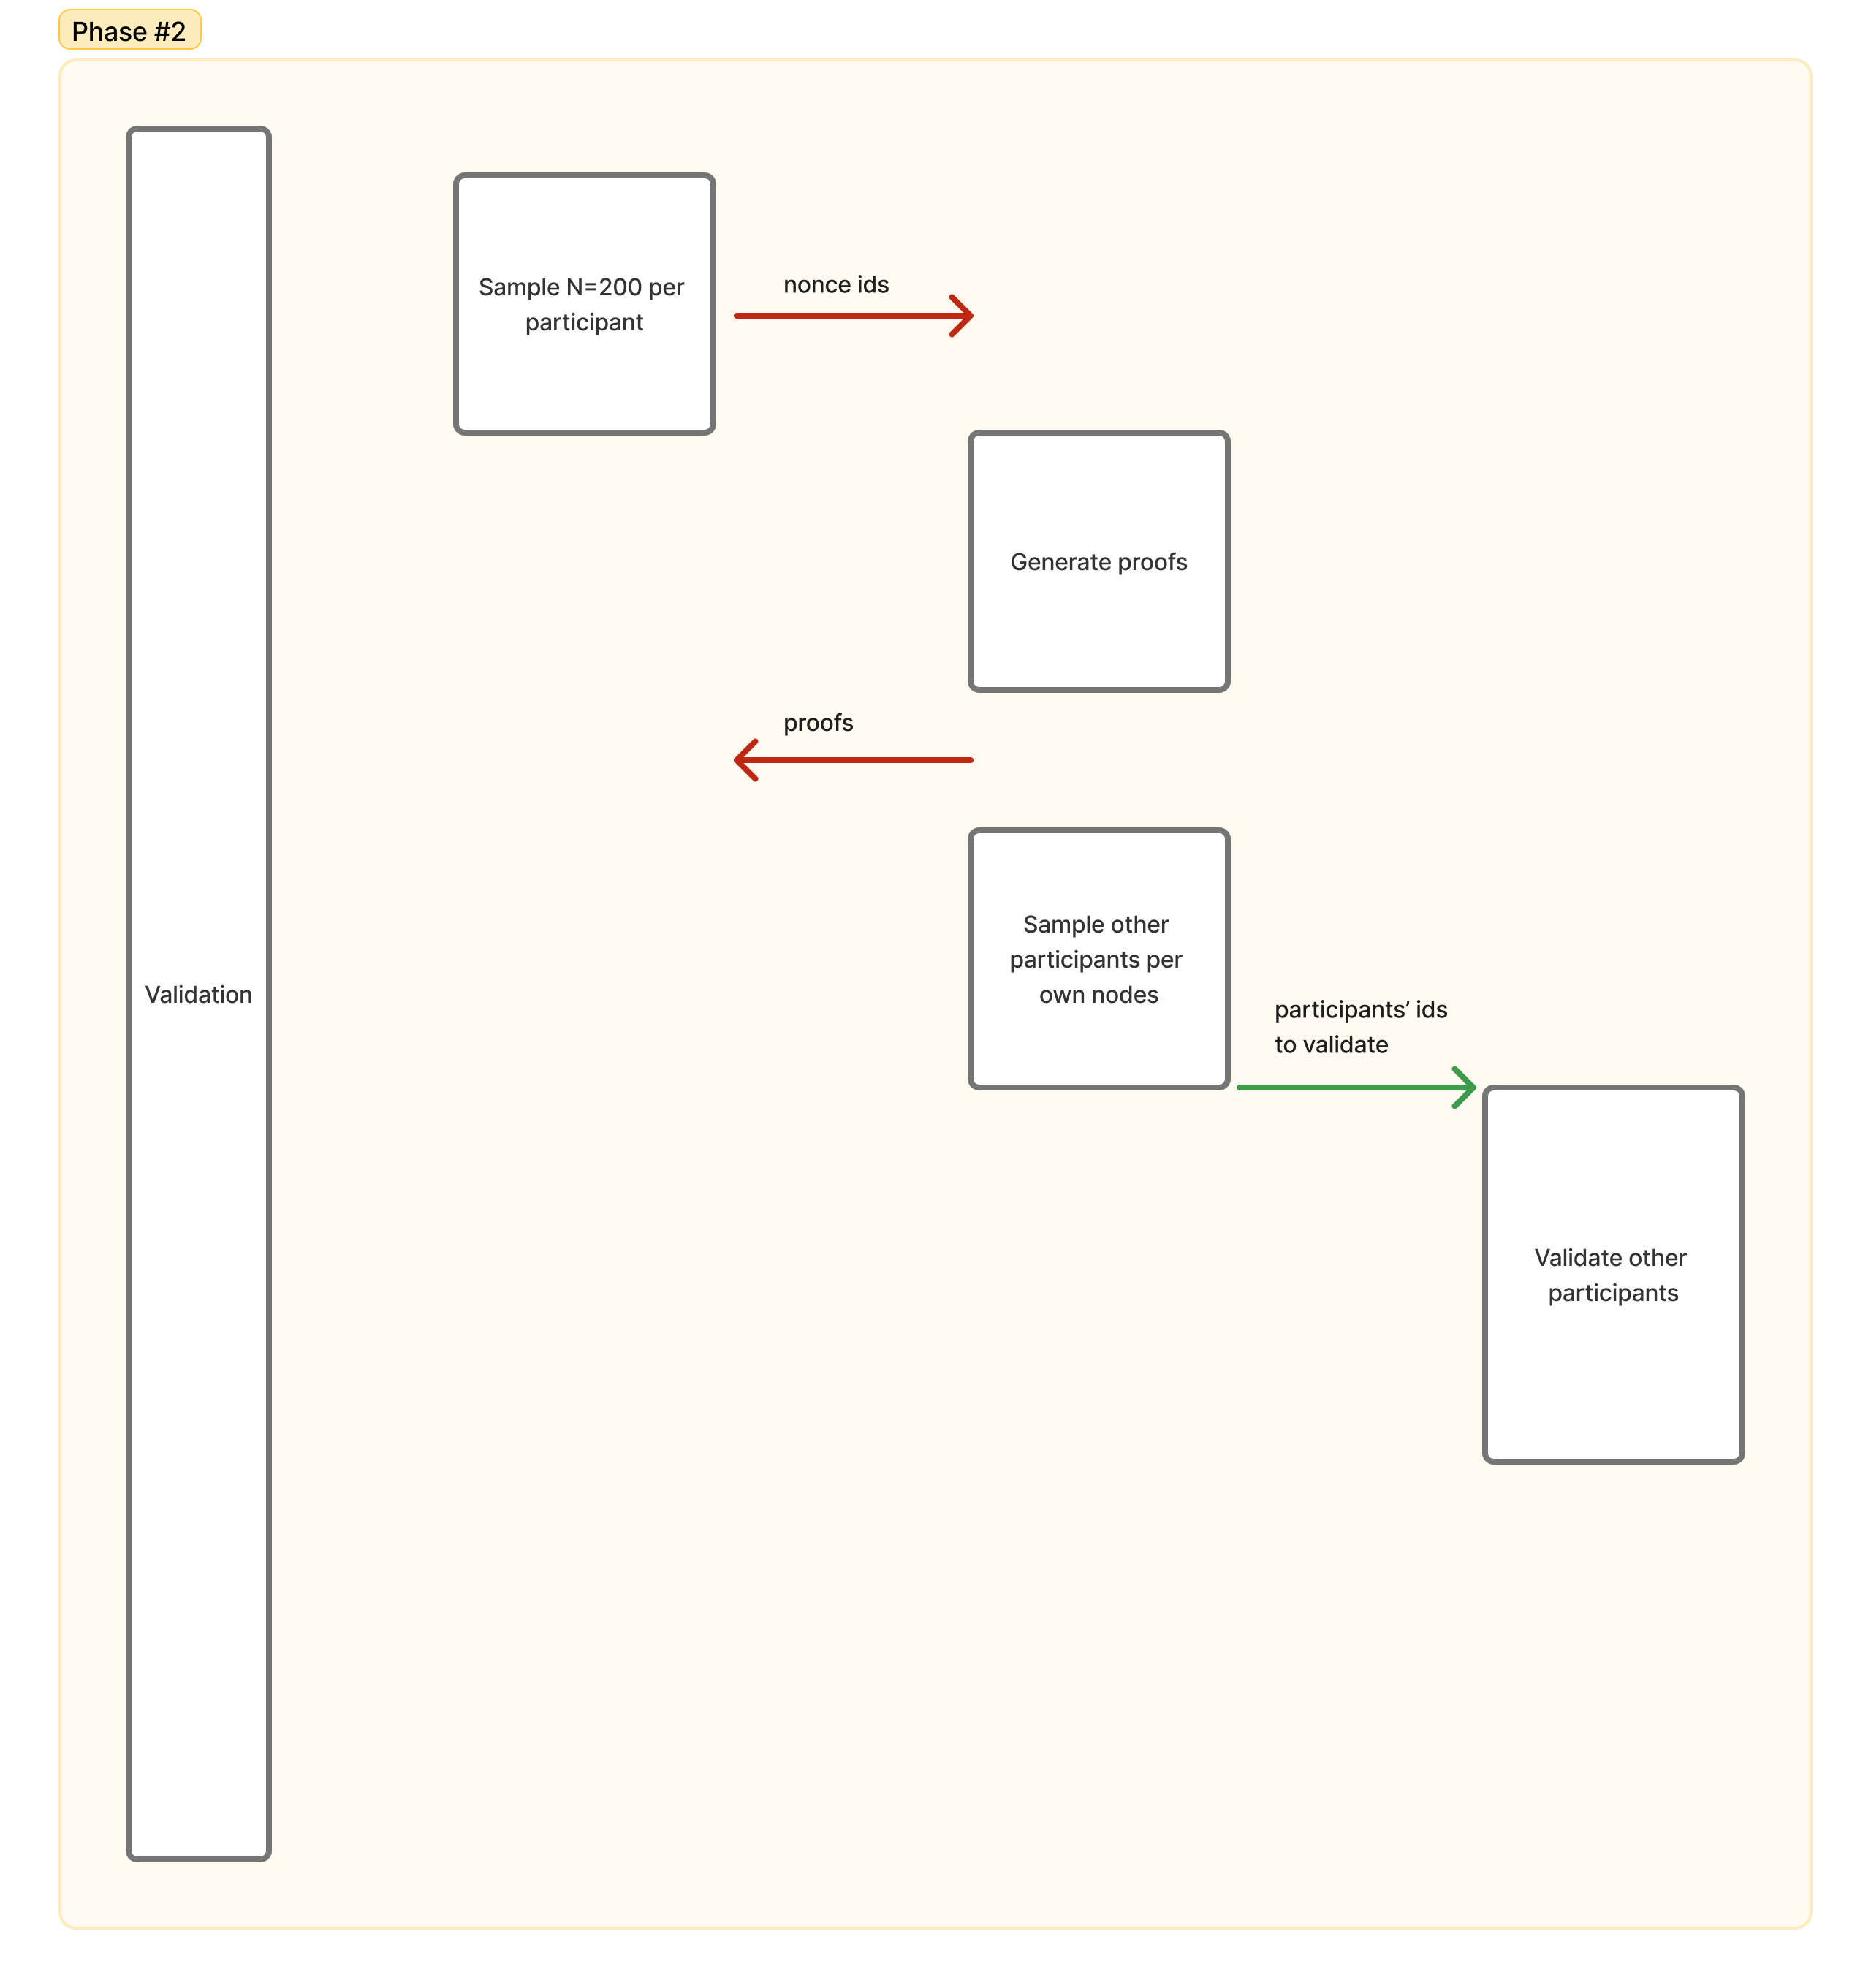 Phase #2
Sample N=200 per
participant
nonce ids
Generate proofs
proofs
Sample other
participants per
own nodes
Validation
participants’ ids
to validate
Validate other
participants